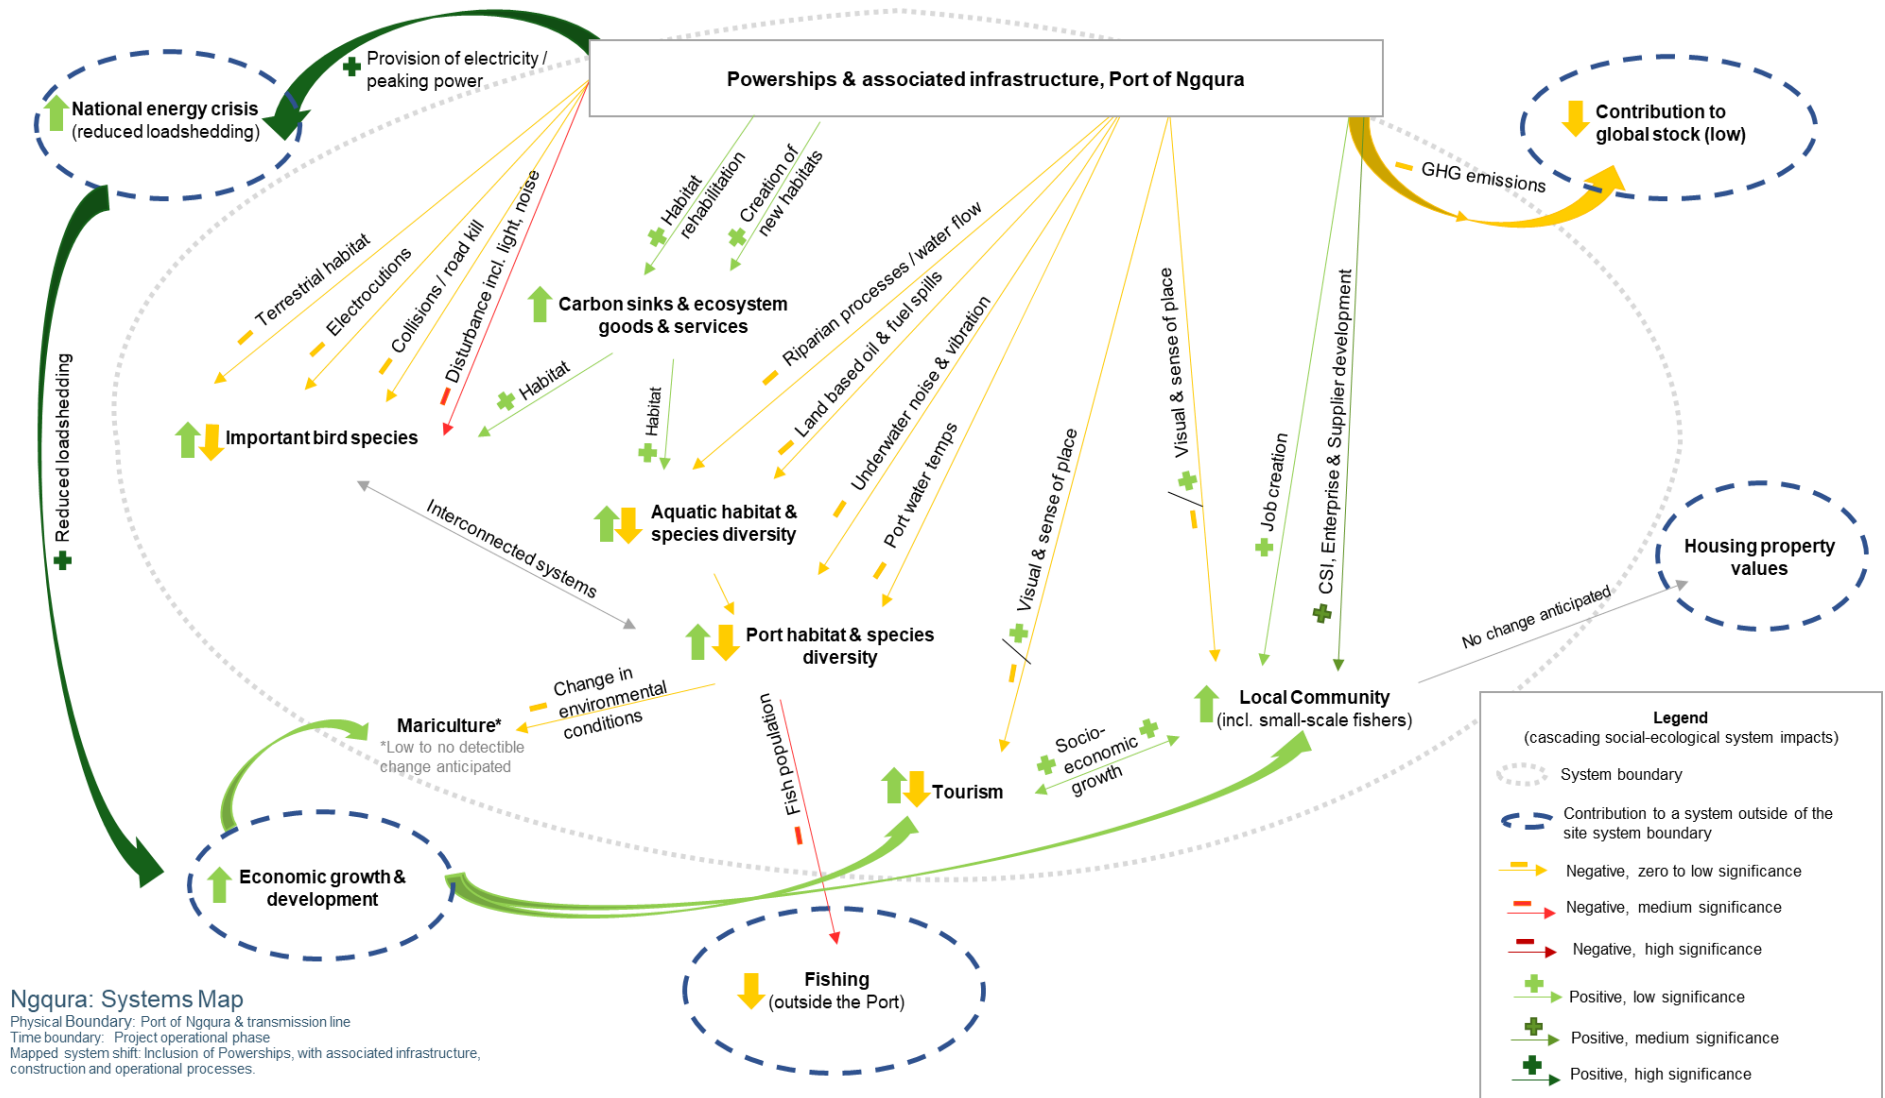 Powerships & associated infrastructure, Port of Ngqura
Provision of electricity /
peaking power
National energy crisis
(reduced loadshedding)
Contribution to
global stock (low)
GHG emissions
Habitat
rehabilitation
Creation of
new habitats
Terrestrial habitat
Electrocutions
Collisions / road kill
Disturbance incl. light, noise
Carbon sinks & ecosystem
goods & services
Riparian processes / water flow
Land based oil & fuel spills
Underwater noise & vibration
Port water temps
Visual & sense of place
Visual & sense of place
Job creation
CSI, Enterprise & Supplier development
Reduced loadshedding
Habitat
Habitat
Important bird species
Interconnected systems
Aquatic habitat &
species diversity
Port habitat & species
diversity
Housing property
values
No change anticipated
Change in
environmental
conditions
Mariculture*
*Low to no detectible
change anticipated
Fish population
Local Community
(incl. small-scale fishers)
Socio-
economic
growth
Tourism
Economic growth &
development
Fishing
(outside the Port)
Legend
(cascading social-ecological system impacts)
System boundary
Contribution to a system outside of the
site system boundary
Negative, zero to low significance
Negative, medium significance
Negative, high significance
Positive, low significance
Positive, medium significance
Positive, high significance
Ngqura: Systems Map
Physical Boundary: Port of Ngqura & transmission line
Time boundary: Project operational phase
Mapped system shift: Inclusion of Powerships, with associated infrastructure,
construction and operational processes.